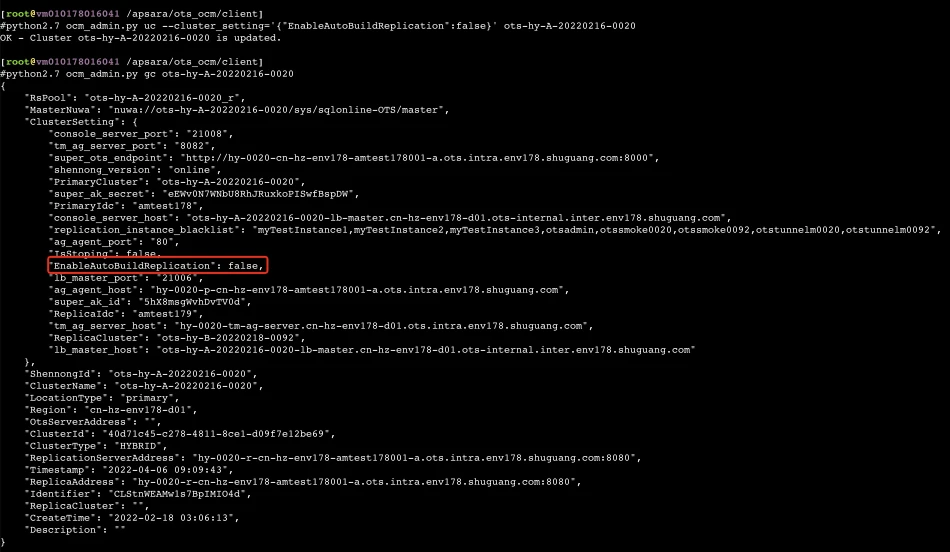 [root@vm010178016041 /apsara/ots_ocm/client]
#python2.7 ocm_admin.py uc --cluster_setting='{"EnableAutoBuildReplication":false}' ots-hy-A-20220216-0020
OK - Cluster ots-hy-A-20220216-0020 is updated.
[root@vm010178016041 /apsara/ots_ocm/client]
#python2.7 ocm_admin.py gc ots-hy-A-20220216-0020
{
    "RsPool": "ots-hy-A-20220216-0020_r",
    "MasterNuwa": "nuwa://ots-hy-A-20220216-0020/sys/sqlonline-OTS/master",
    "ClusterSetting": {
        "console_server_port": "21008",
        "tm_ag_server_port": "8082",
        "super_ots_endpoint": "http://hy-0020-cn-hz-env178-amtest178001-a.ots.intra.env178.shuguang.com:8000",
        "shennong_version": "online",
        "PrimaryCluster": "ots-hy-A-20220216-0020",
        "super_ak_secret": "eEWv0N7WNbU8RhJRuxkoPISwfBspDW",
        "PrimaryIdc": "amtest178",
        "console_server_host": "ots-hy-A-20220216-0020-lb-master.cn-hz-env178-d01.ots-internal.inter.env178.shuguang.com",
        "replication_instance_blacklist": "myTestInstance1,myTestInstance2,myTestInstance3,otsadmin,otssmoke0020,otssmoke0092,otstunnelm0020,otstunnelm0092",
        "ag_agent_port": "80",
        "IsStoping": false,
        "EnableAutoBuildReplication": false,
        "lb_master_port": "21006",
        "ag_agent_host": "hy-0020-p-cn-hz-env178-amtest178001-a.ots.intra.env178.shuguang.com",
        "super_ak_id": "5hX8msgWvhDvTV0d",
        "ReplicaIdc": "amtest179",
        "tm_ag_server_host": "hy-0020-tm-ag-server.cn-hz-env178-d01.ots.intra.env178.shuguang.com",
        "ReplicaCluster": "ots-hy-B-20220218-0092",
        "lb_master_host": "ots-hy-A-20220216-0020-lb-master.cn-hz-env178-d01.ots-internal.inter.env178.shuguang.com"
    },
    "ShennongId": "ots-hy-A-20220216-0020",
    "ClusterName": "ots-hy-A-20220216-0020",
    "LocationType": "primary",
    "Region": "cn-hz-env178-d01",
    "OtsServerAddress": "",
    "ClusterId": "40d71c45-c278-4811-8ce1-d09f7e12be69",
    "ClusterType": "HYBRID",
    "ReplicationServerAddress": "hy-0020-r-cn-hz-env178-amtest178001-a.ots.intra.env178.shuguang.com:8080",
    "Timestamp": "2022-04-06 09:09:43",
    "ReplicaAddress": "hy-0020-r-cn-hz-env178-amtest178001-a.ots.intra.env178.shuguang.com:8080",
    "Identifier": "CLStnWEAMw1s7BpIMIO4d",
    "ReplicaCluster": "",
    "CreateTime": "2022-02-18 03:06:13",
    "Description": ""
}